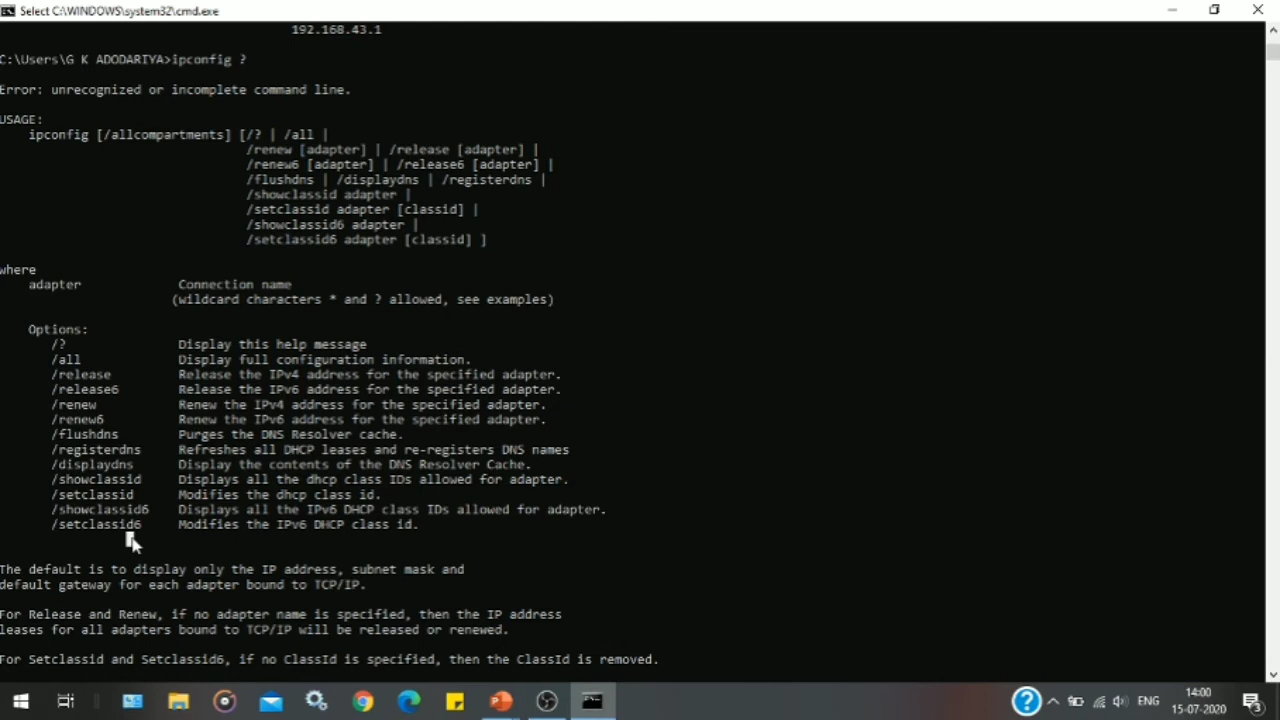 Select C:\WINDOWS\system32\cmd.exe
192.168.43.1
C:\Users\G K ADODARIYA>ipconfig ?
Error: unrecognized or incomplete command line.
USAGE:
ipconfig [/allcompartments] [/? | /all |
/renew [adapter] | /release [adapter] |
/renew6 [adapter] | /release6 [adapter] |
/flushdns | /displaydns | /registerdns |
/showclassid adapter |
/setclassid adapter [classid] |
/showclassid6 adapter |
/setclassid6 adapter [classid] ]
where
adapter Connection name
(wildcard characters * and ? allowed, see examples)
Options:
/? Display this help message
/all Display full configuration information.
/release Release the IPv4 address for the specified adapter.
/release6 Release the IPv6 address for the specified adapter.
/renew Renew the IPv4 address for the specified adapter.
/renew6 Renew the IPv6 address for the specified adapter.
/flushdns Purges the DNS Resolver cache.
/registerdns Refreshes all DHCP leases and re-registers DNS names
/displaydns Display the contents of the DNS Resolver Cache.
/showclassid Displays all the dhcp class IDs allowed for adapter.
/setclassid Modifies the dhcp class id.
/showclassid6 Displays all the IPv6 DHCP class IDs allowed for adapter.
/setclassid6 Modifies the IPv6 DHCP class id.
The default is to display only the IP address, subnet mask and
default gateway for each adapter bound to TCP/IP.
For Release and Renew, if no adapter name is specified, then the IP address
leases for all adapters bound to TCP/IP will be released or renewed.
For Setclassid and Setclassid6, if no ClassId is specified, then the ClassId is removed.
ENG
14:00
15-07-2020
3